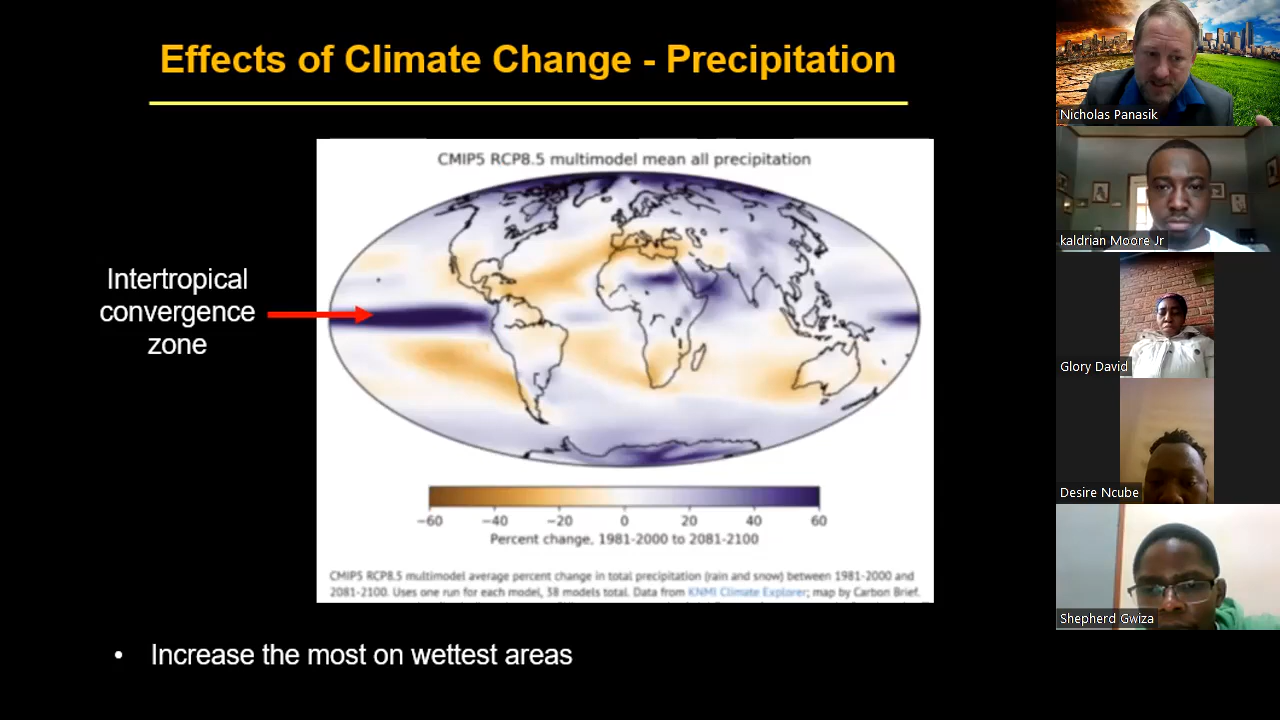 Effects of Climate Change - Precipitation
CMIP5 RCP8.5 multimodel mean all precipitation
Intertropical
convergence
zone
−60 −40 −20 0 20 40 60
Percent change, 1981-2000 to 2081-2100
CMIP5 RCP8.5 multimodel average percent change in total precipitation (rain and snow) between 1981-2000 and
2081-2100. Uses one run for each model, 38 models total. Data from KNMI Climate Explorer; map by Carbon Brief.
• Increase the most on wettest areas
Nicholas Panasik
kaldrian Moore Jr
Glory David
Desire Ncube
Shepherd Gwiza